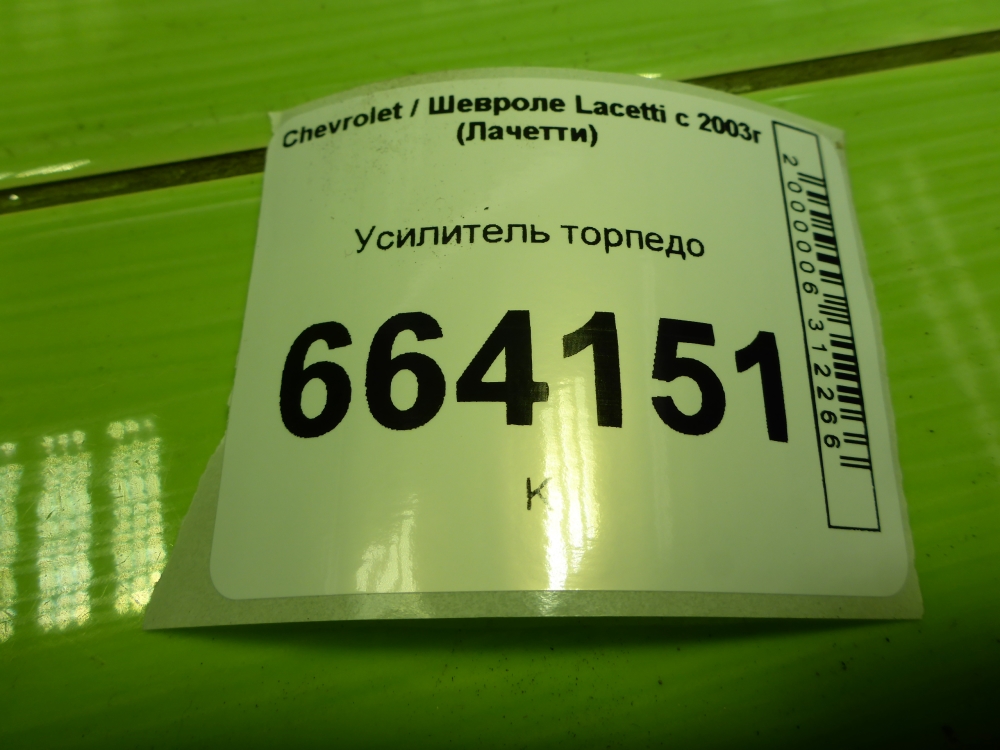 Chevrolet / Шевроле Lacetti с 2003г
(Лачетти)
Усилитель торпедо
664151
К
2000006312266